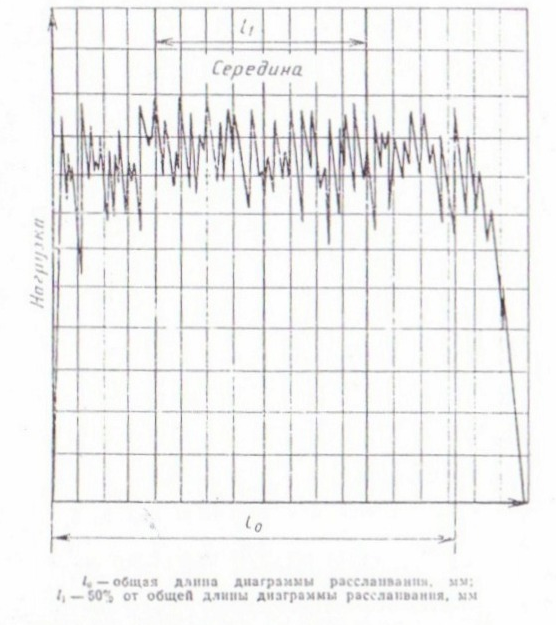 l₁
Середина
Нагрузка
l₀
l₀ — общая длина диаграммы расслаивания, мм;
l₁ — 50% от общей длины диаграммы расслаивания, мм